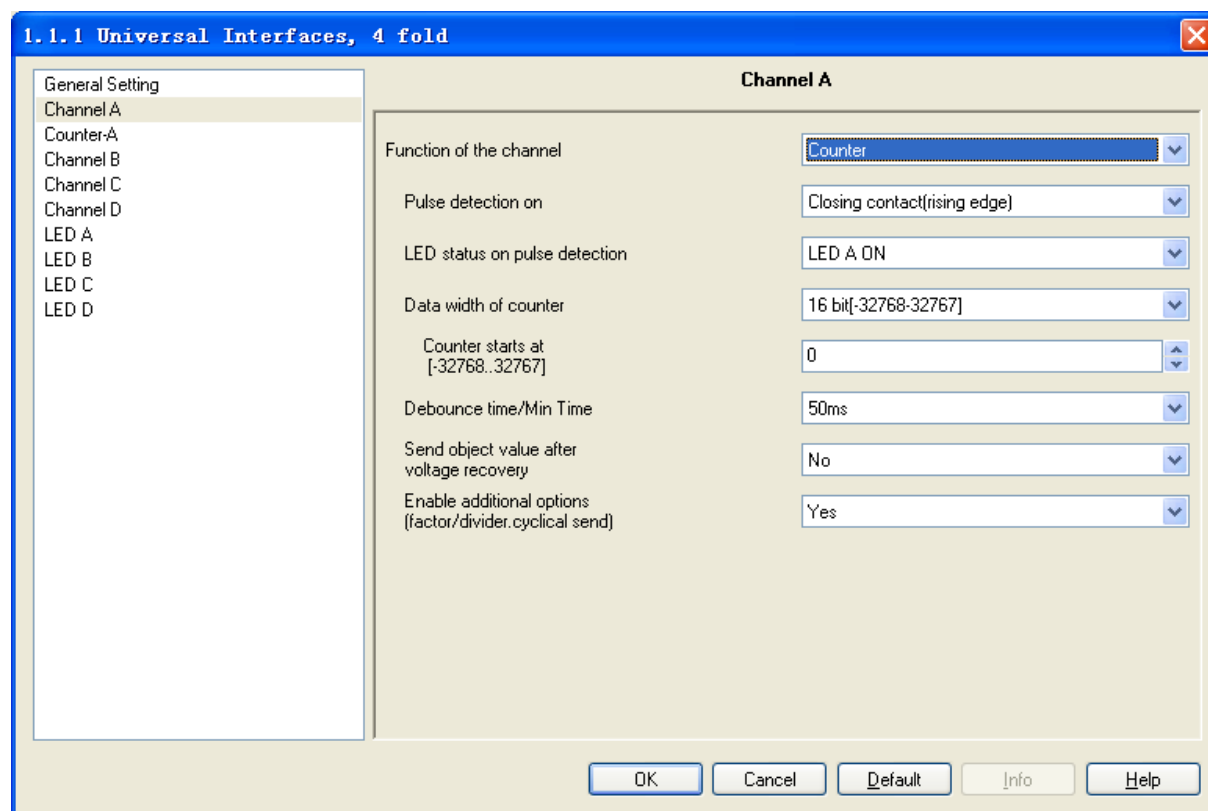 1.1.1 Universal Interfaces, 4 fold
General Setting
Channel A
Counter-A
Channel B
Channel C
Channel D
LED A
LED B
LED C
LED D
Channel A
Function of the channel
Counter
Pulse detection on
Closing contact(rising edge)
LED status on pulse detection
LED A ON
Data width of counter
16 bit[-32768-32767]
Counter starts at
[-32768..32767]
0
Debounce time/Min Time
50ms
Send object value after
voltage recovery
No
Enable additional options
(factor/divider.cyclical send)
Yes
OK
Cancel
Default
Info
Help